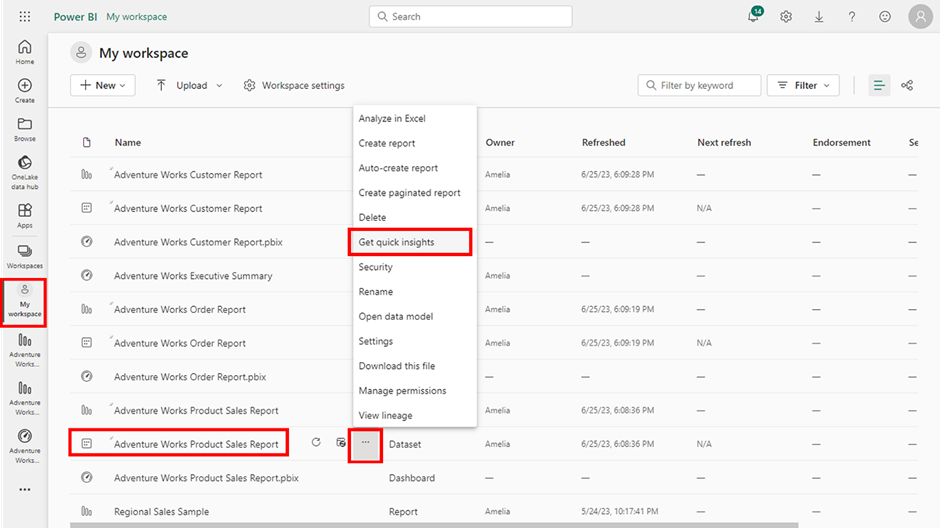 Power BI My workspace
Search
14
Home
Create
Browse
OneLake
data hub
Apps
Workspaces
My
workspace
Adventure
Works...
Adventure
Works...
Adventure
Works...
My workspace
New
Upload
Workspace settings
Filter by keyword
Filter
Name Owner Refreshed Next refresh Endorsement Se
Adventure Works Customer Report Amelia 6/25/23, 6:09:28 PM — —
Adventure Works Customer Report Amelia 6/25/23, 6:09:28 PM N/A —
Adventure Works Customer Report.pbix — — — —
Adventure Works Executive Summary Amelia — — —
Adventure Works Order Report Amelia 6/25/23, 6:09:19 PM — —
Adventure Works Order Report Amelia 6/25/23, 6:09:19 PM N/A —
Adventure Works Order Report.pbix — — — —
Adventure Works Product Sales Report Amelia 6/25/23, 6:08:36 PM — —
Adventure Works Product Sales Report Dataset Amelia 6/25/23, 6:08:36 PM N/A —
Adventure Works Product Sales Report.pbix Dashboard — — — —
Regional Sales Sample Report Amelia 5/24/23, 10:17:41 PM — —
Analyze in Excel
Create report
Auto-create report
Create paginated report
Delete
Get quick insights
Security
Rename
Open data model
Settings
Download this file
Manage permissions
View lineage